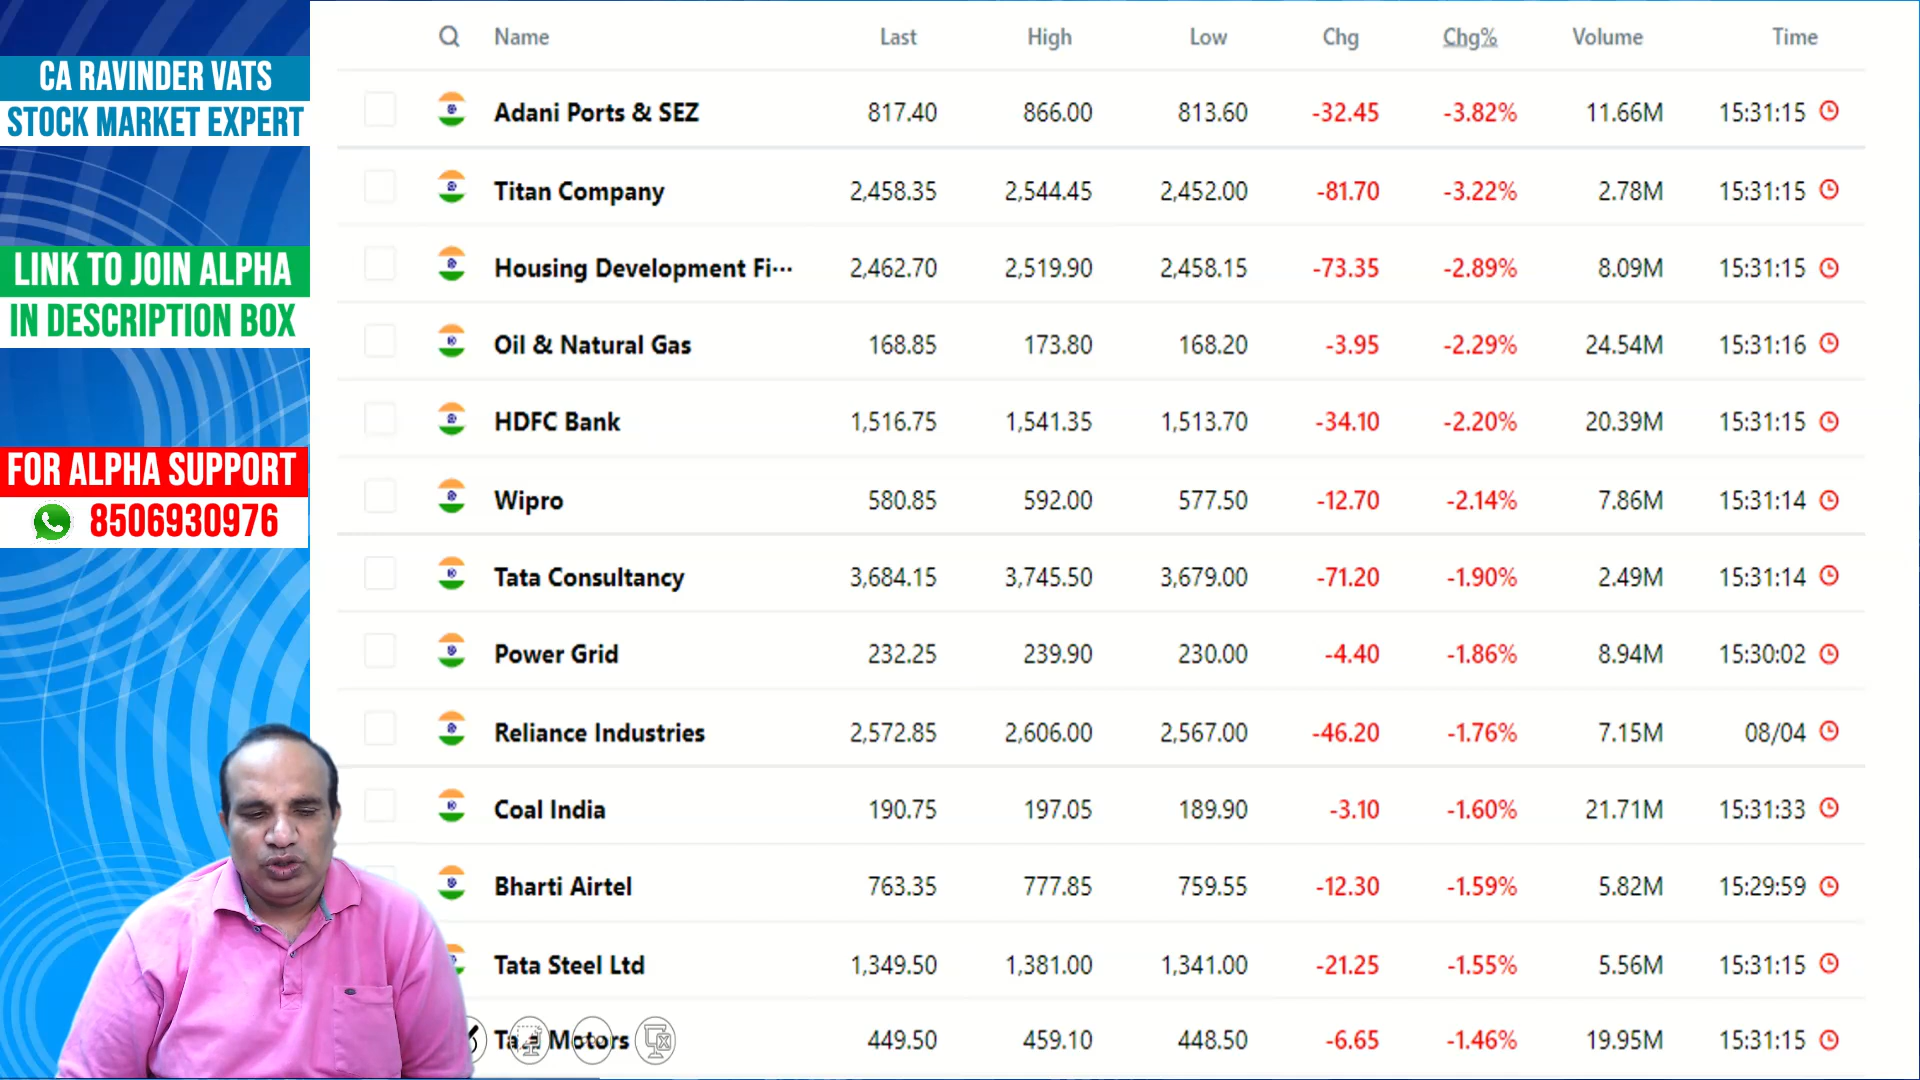 CA RAVINDER VATS
STOCK MARKET EXPERT
LINK TO JOIN ALPHA
IN DESCRIPTION BOX
FOR ALPHA SUPPORT
8506930976
Name Last High Low Chg Chg% Volume Time
Adani Ports & SEZ 817.40 866.00 813.60 -32.45 -3.82% 11.66M 15:31:15
Titan Company 2,458.35 2,544.45 2,452.00 -81.70 -3.22% 2.78M 15:31:15
Housing Development Fi··· 2,462.70 2,519.90 2,458.15 -73.35 -2.89% 8.09M 15:31:15
Oil & Natural Gas 168.85 173.80 168.20 -3.95 -2.29% 24.54M 15:31:16
HDFC Bank 1,516.75 1,541.35 1,513.70 -34.10 -2.20% 20.39M 15:31:15
Wipro 580.85 592.00 577.50 -12.70 -2.14% 7.86M 15:31:14
Tata Consultancy 3,684.15 3,745.50 3,679.00 -71.20 -1.90% 2.49M 15:31:14
Power Grid 232.25 239.90 230.00 -4.40 -1.86% 8.94M 15:30:02
Reliance Industries 2,572.85 2,606.00 2,567.00 -46.20 -1.76% 7.15M 08/04
Coal India 190.75 197.05 189.90 -3.10 -1.60% 21.71M 15:31:33
Bharti Airtel 763.35 777.85 759.55 -12.30 -1.59% 5.82M 15:29:59
Tata Steel Ltd 1,349.50 1,381.00 1,341.00 -21.25 -1.55% 5.56M 15:31:15
Tata Motors 449.50 459.10 448.50 -6.65 -1.46% 19.95M 15:31:15